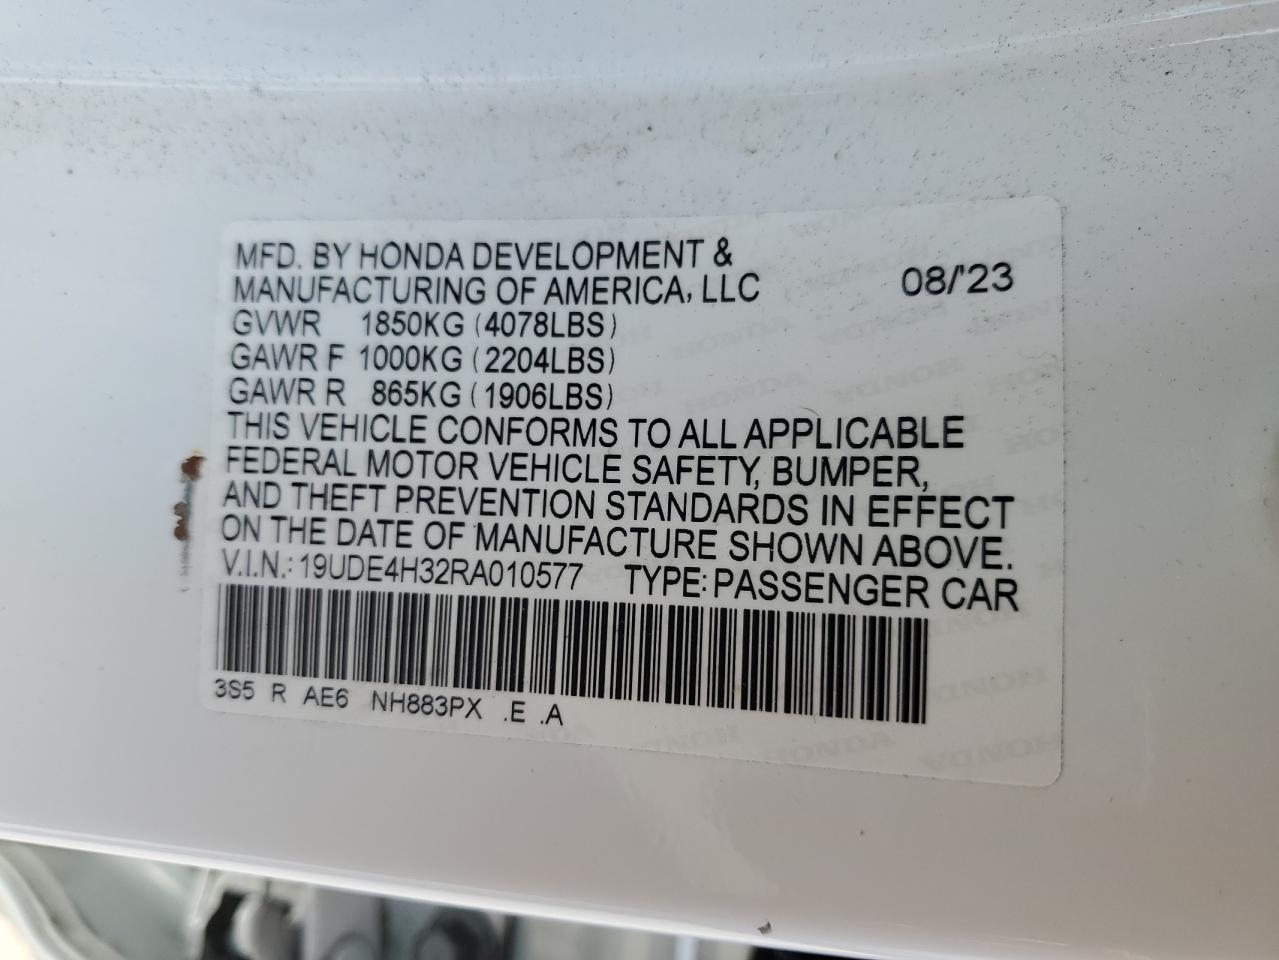 MFD. BY HONDA DEVELOPMENT &
MANUFACTURING OF AMERICA, LLC 08/'23
GVWR 1850KG (4078LBS)
GAWR F 1000KG (2204LBS)
GAWR R 865KG (1906LBS)
THIS VEHICLE CONFORMS TO ALL APPLICABLE
FEDERAL MOTOR VEHICLE SAFETY, BUMPER,
AND THEFT PREVENTION STANDARDS IN EFFECT
ON THE DATE OF MANUFACTURE SHOWN ABOVE.
V.I.N.: 19UDE4H32RA010577 TYPE: PASSENGER CAR
3S5 R AE6 NH883PX .E .A